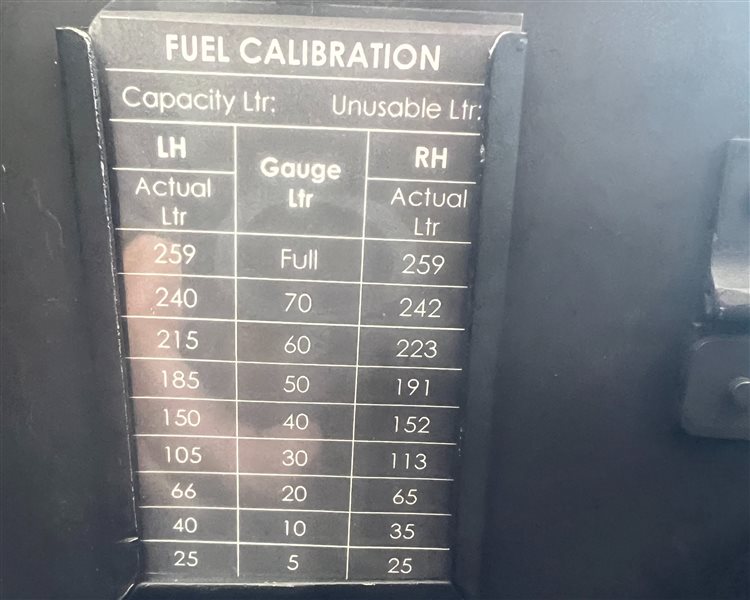 FUEL CALIBRATION
Capacity Ltr: Unusable Ltr:
LH Gauge Ltr RH
Actual Ltr Actual Ltr
259 Full 259
240 70 242
215 60 223
185 50 191
150 40 152
105 30 113
66 20 65
40 10 35
25 5 25